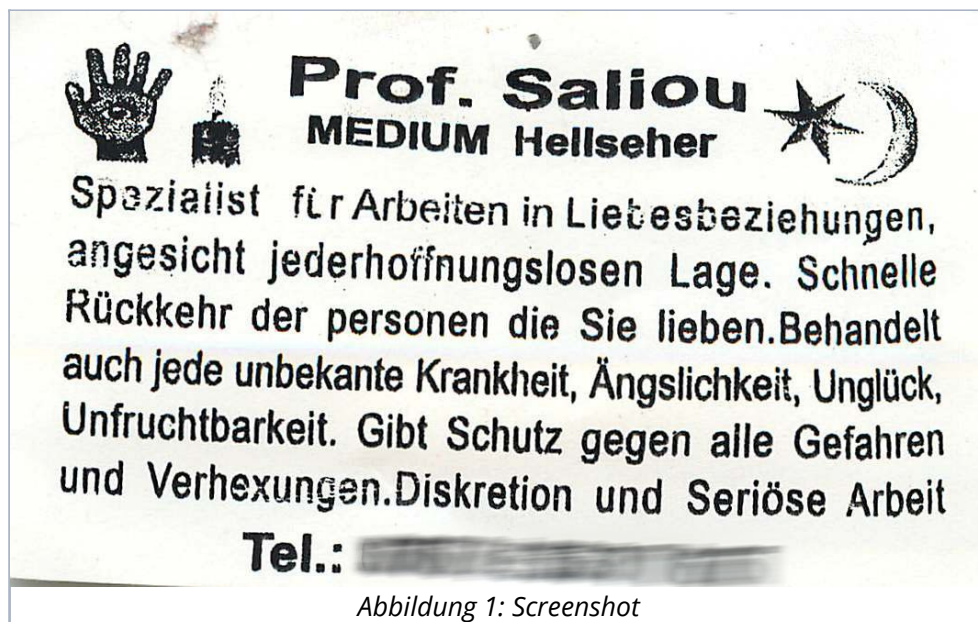 Prof. Saliou
MEDIUM Hellseher
Spezialist für Arbeiten in Liebesbeziehungen,
angesicht jederhoffnungslosen Lage. Schnelle
Rückkehr der personen die Sie lieben.Behandelt
auch jede unbekante Krankheit, Ängslichkeit, Unglück,
Unfruchtbarkeit. Gibt Schutz gegen alle Gefahren
und Verhexungen.Diskretion und Seriöse Arbeit
Tel.:
Abbildung 1: Screenshot